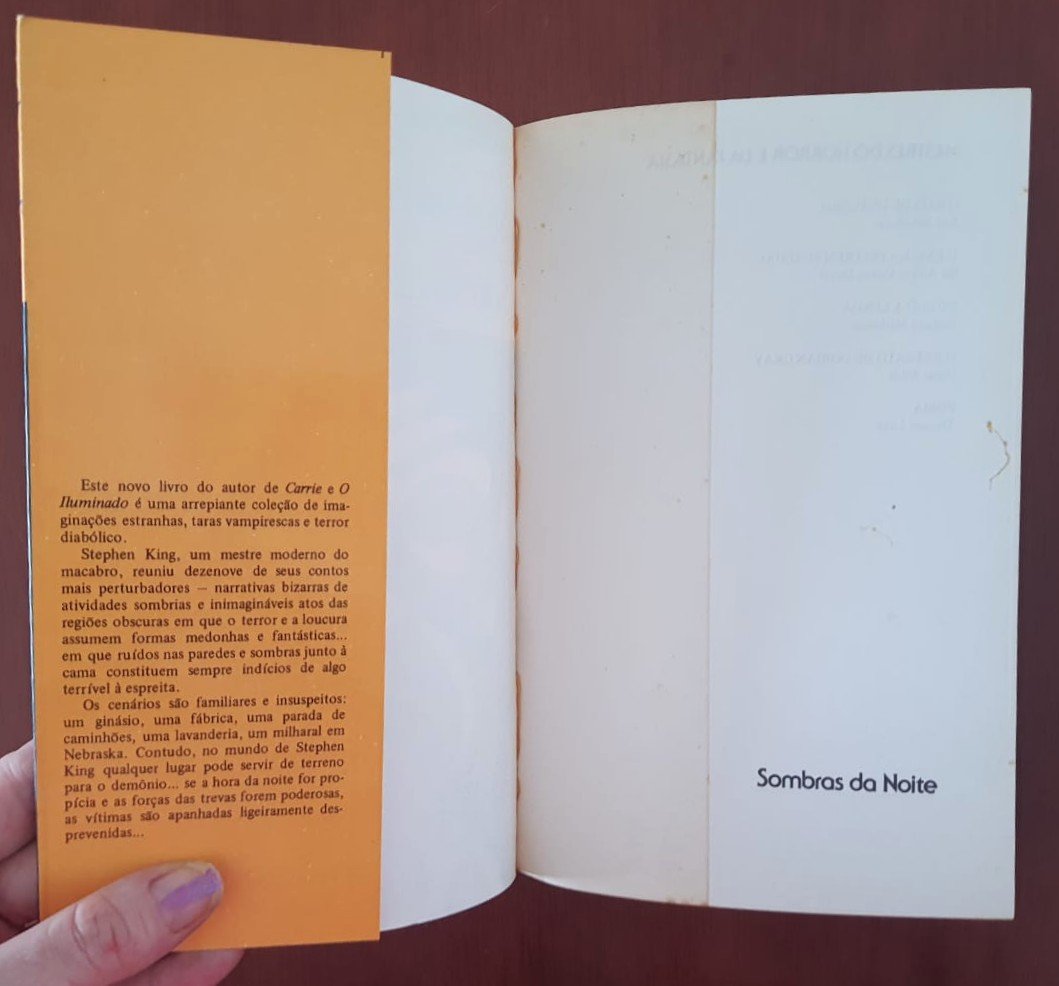 Este novo livro do autor de Carrie e O
Iluminado é uma arrepiante coleção de ima-
ginações estranhas, taras vampirescas e terror
diabólico.
Stephen King, um mestre moderno do
macabro, reuniu dezenove de seus contos
mais perturbadores — narrativas bizarras de
atividades sombrias e inimagináveis atos das
regiões obscuras em que o terror e a loucura
assumem formas medonhas e fantásticas...
em que ruídos nas paredes e sombras junto à
cama constituem sempre indícios de algo
terrível à espreita.
Os cenários são familiares e insuspeitos:
um ginásio, uma fábrica, uma parada de
caminhões, uma lavanderia, um milharal em
Nebraska. Contudo, no mundo de Stephen
King qualquer lugar pode servir de terreno
para o demônio... se a hora da noite for pro-
pícia e as forças das trevas forem poderosas,
as vítimas são apanhadas ligeiramente des-
prevenidas...
Sombras da Noite